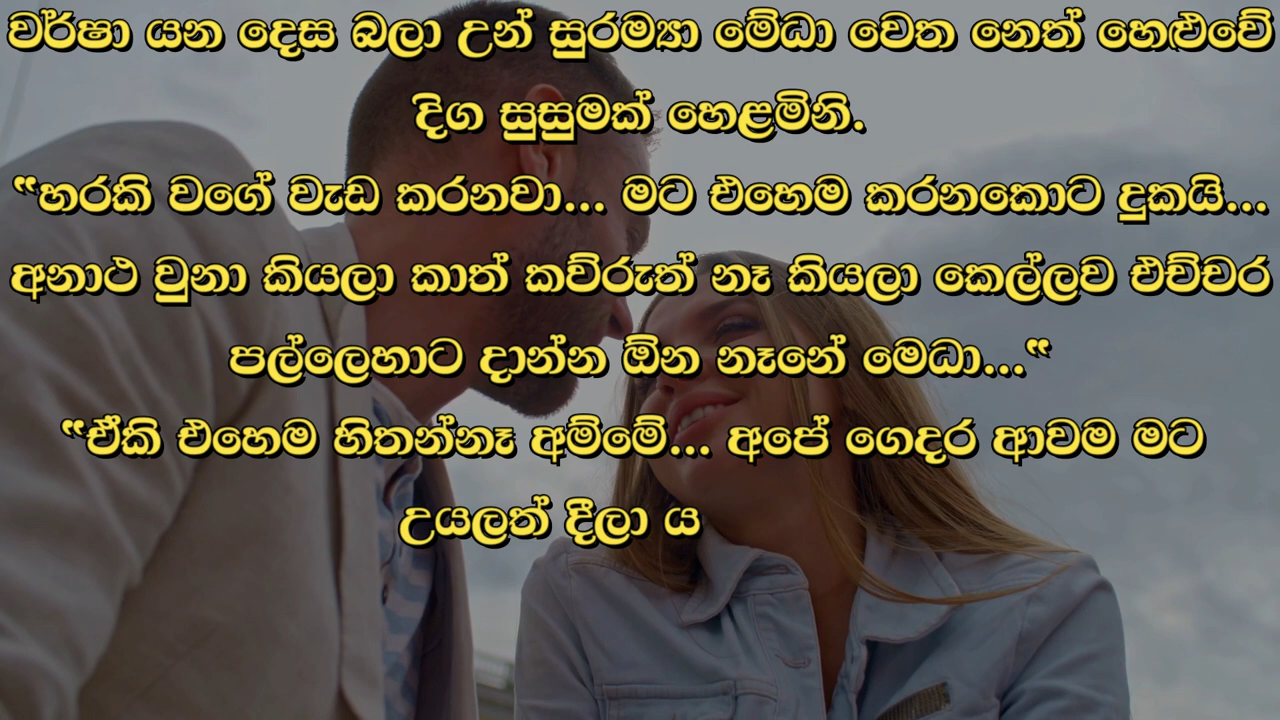 වර්ෂා යන දෙස බලා උන් සුරම්‍යා මේධා වෙත නෙත් හෙළුවේ
දිග සුසුමක් හෙළමිනි.
“හරකි වගේ වැඩ කරනවා... මට එහෙම කරනකොට දුකයි...
අනාථ වුනා කියලා කාත් කව්රුත් නෑ කියලා කෙල්ලව එච්චර
පල්ලෙහාට දාන්න ඕන නෑනේ මෙධා...“
“ඒකි එහෙම හිතන්නෑ අම්මේ... අපේ ගෙදර ආවම මට
උයලත් දීලා ය